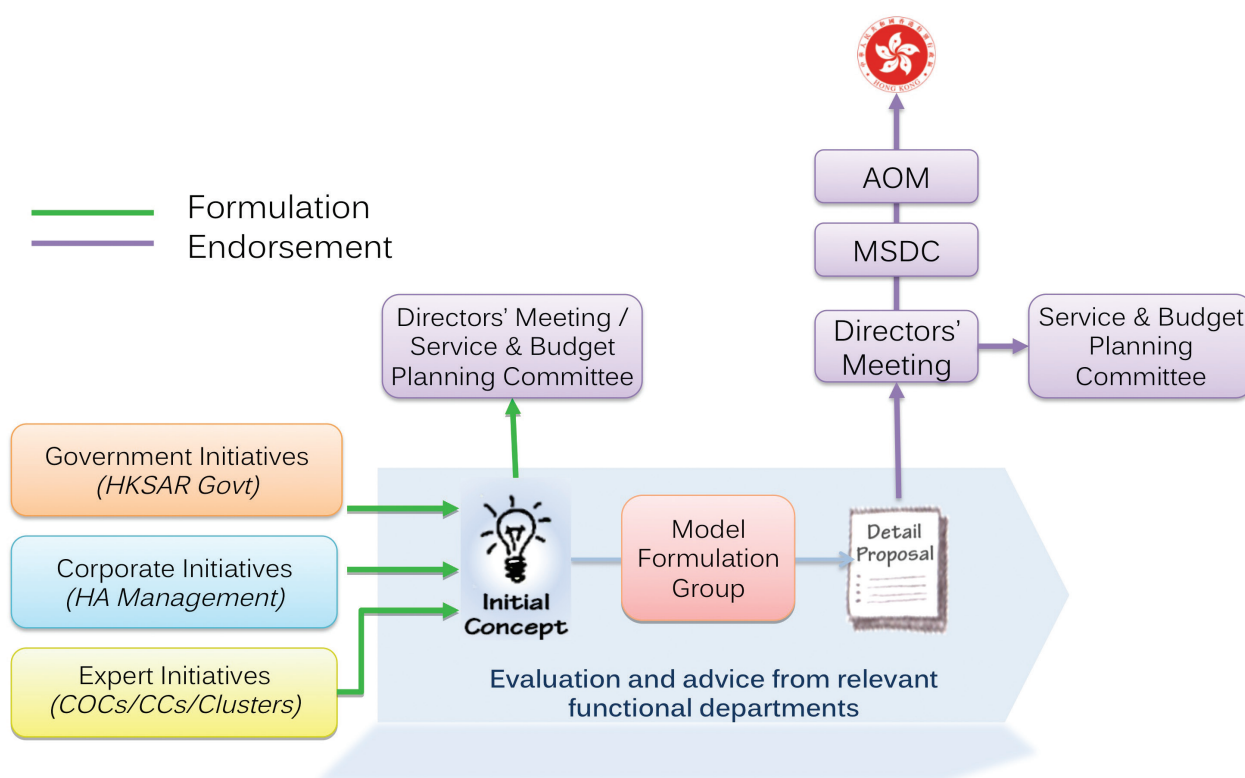 HONG KONG
AOM
MSDC
Formulation
Endorsement
Directors' Meeting /
Service & Budget
Planning Committee
Directors'
Meeting
Service & Budget
Planning
Committee
Government Initiatives
(HKSAR Govt)
Corporate Initiatives
(HA Management)
Expert Initiatives
(COCs/CCs/Clusters)
Initial
Concept
Model
Formulation
Group
Detail
Proposal
Evaluation and advice from relevant
functional departments